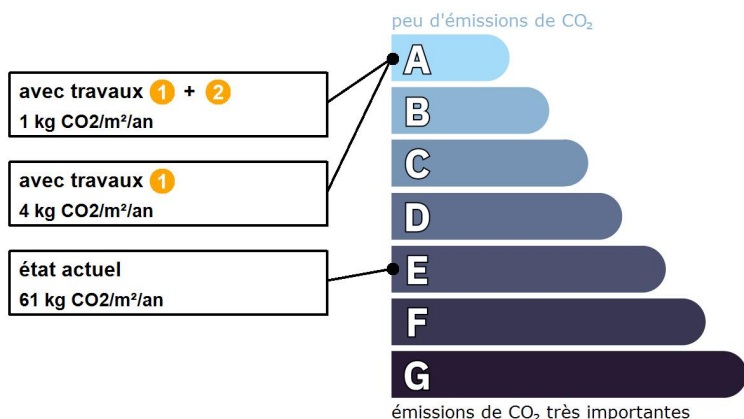 peu d'émissions de CO₂
avec travaux 1 + 2
1 kg CO2/m²/an
avec travaux 1
4 kg CO2/m²/an
état actuel
61 kg CO2/m²/an
A
B
C
D
E
F
G
émissions de CO₂ très importantes